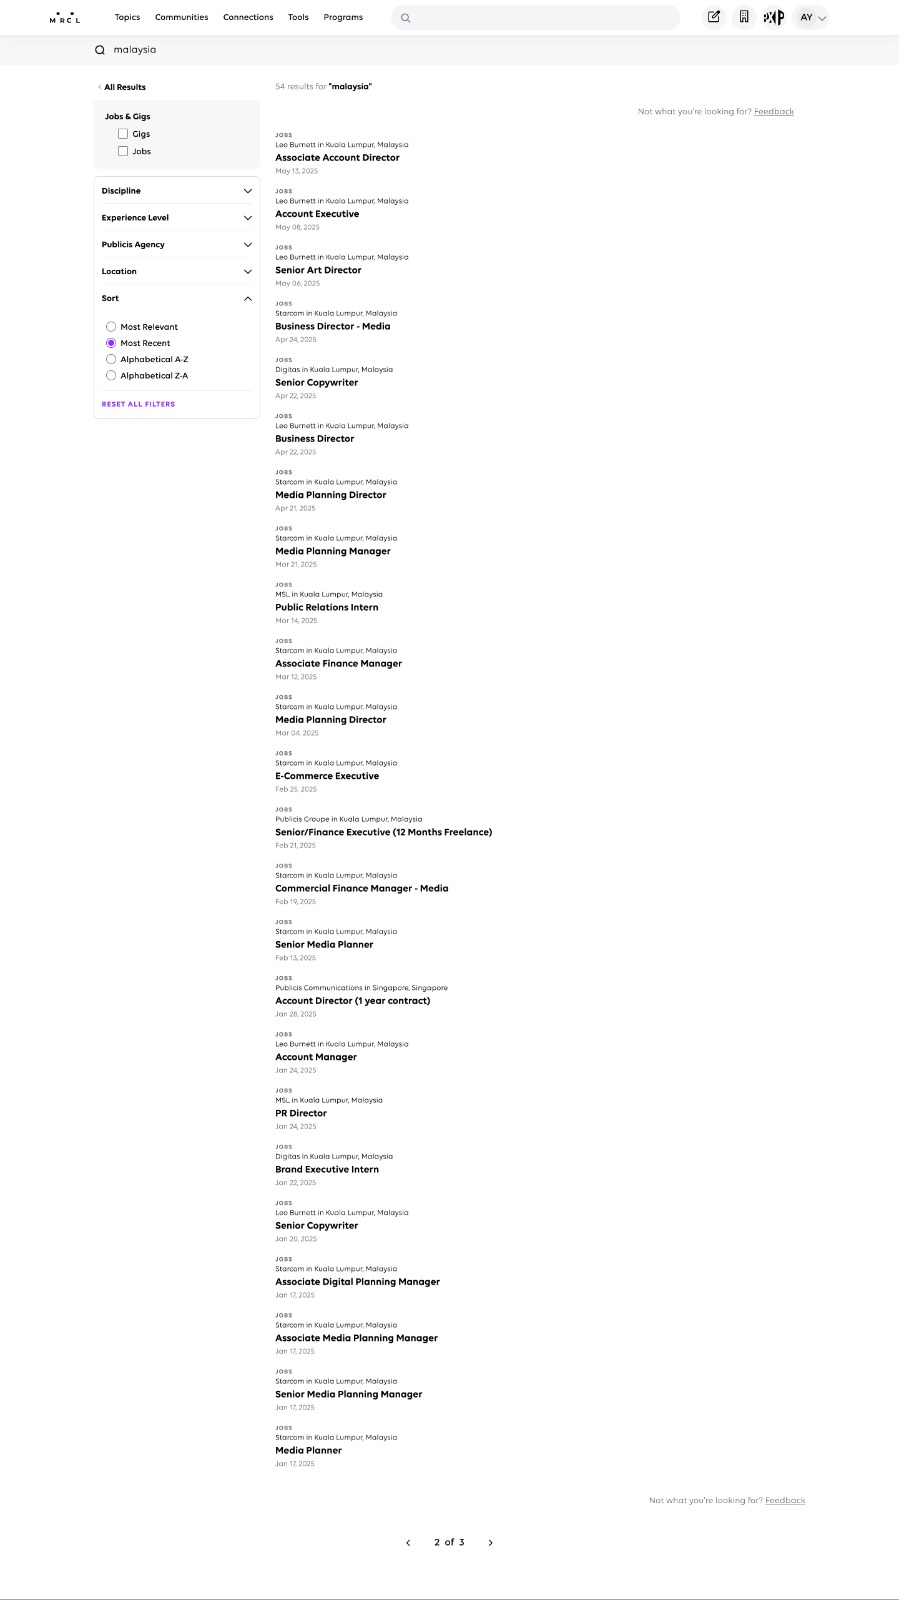 MRCL
Topics Communities Connections Tools Programs
PXP
AY
malaysia
All Results
Jobs & Gigs
Gigs
Jobs
Discipline
Experience Level
Publicis Agency
Location
Sort
Most Relevant
Most Recent
Alphabetical A-Z
Alphabetical Z-A
RESET ALL FILTERS
54 results for "malaysia"
Not what you're looking for? Feedback
JOBS
Leo Burnett in Kuala Lumpur, Malaysia
Associate Account Director
May 13, 2025
JOBS
Leo Burnett in Kuala Lumpur, Malaysia
Account Executive
May 08, 2025
JOBS
Leo Burnett in Kuala Lumpur, Malaysia
Senior Art Director
May 06, 2025
JOBS
Starcom in Kuala Lumpur, Malaysia
Business Director - Media
Apr 24, 2025
JOBS
Digitas in Kuala Lumpur, Malaysia
Senior Copywriter
Apr 22, 2025
JOBS
Leo Burnett in Kuala Lumpur, Malaysia
Business Director
Apr 22, 2025
JOBS
Starcom in Kuala Lumpur, Malaysia
Media Planning Director
Apr 21, 2025
JOBS
Starcom in Kuala Lumpur, Malaysia
Media Planning Manager
Mar 21, 2025
JOBS
MSL in Kuala Lumpur, Malaysia
Public Relations Intern
Mar 14, 2025
JOBS
Starcom in Kuala Lumpur, Malaysia
Associate Finance Manager
Mar 12, 2025
JOBS
Starcom in Kuala Lumpur, Malaysia
Media Planning Director
Mar 04, 2025
JOBS
Starcom in Kuala Lumpur, Malaysia
E-Commerce Executive
Feb 25, 2025
JOBS
Publicis Groupe in Kuala Lumpur, Malaysia
Senior/Finance Executive (12 Months Freelance)
Feb 21, 2025
JOBS
Starcom in Kuala Lumpur, Malaysia
Commercial Finance Manager - Media
Feb 19, 2025
JOBS
Starcom in Kuala Lumpur, Malaysia
Senior Media Planner
Feb 13, 2025
JOBS
Publicis Communications in Singapore, Singapore
Account Director (1 year contract)
Jan 28, 2025
JOBS
Leo Burnett in Kuala Lumpur, Malaysia
Account Manager
Jan 24, 2025
JOBS
MSL in Kuala Lumpur, Malaysia
PR Director
Jan 24, 2025
JOBS
Digitas in Kuala Lumpur, Malaysia
Brand Executive Intern
Jan 22, 2025
JOBS
Leo Burnett in Kuala Lumpur, Malaysia
Senior Copywriter
Jan 20, 2025
JOBS
Starcom in Kuala Lumpur, Malaysia
Associate Digital Planning Manager
Jan 17, 2025
JOBS
Starcom in Kuala Lumpur, Malaysia
Associate Media Planning Manager
Jan 17, 2025
JOBS
Starcom in Kuala Lumpur, Malaysia
Senior Media Planning Manager
Jan 17, 2025
JOBS
Starcom in Kuala Lumpur, Malaysia
Media Planner
Jan 17, 2025
Not what you're looking for? Feedback
2 of 3